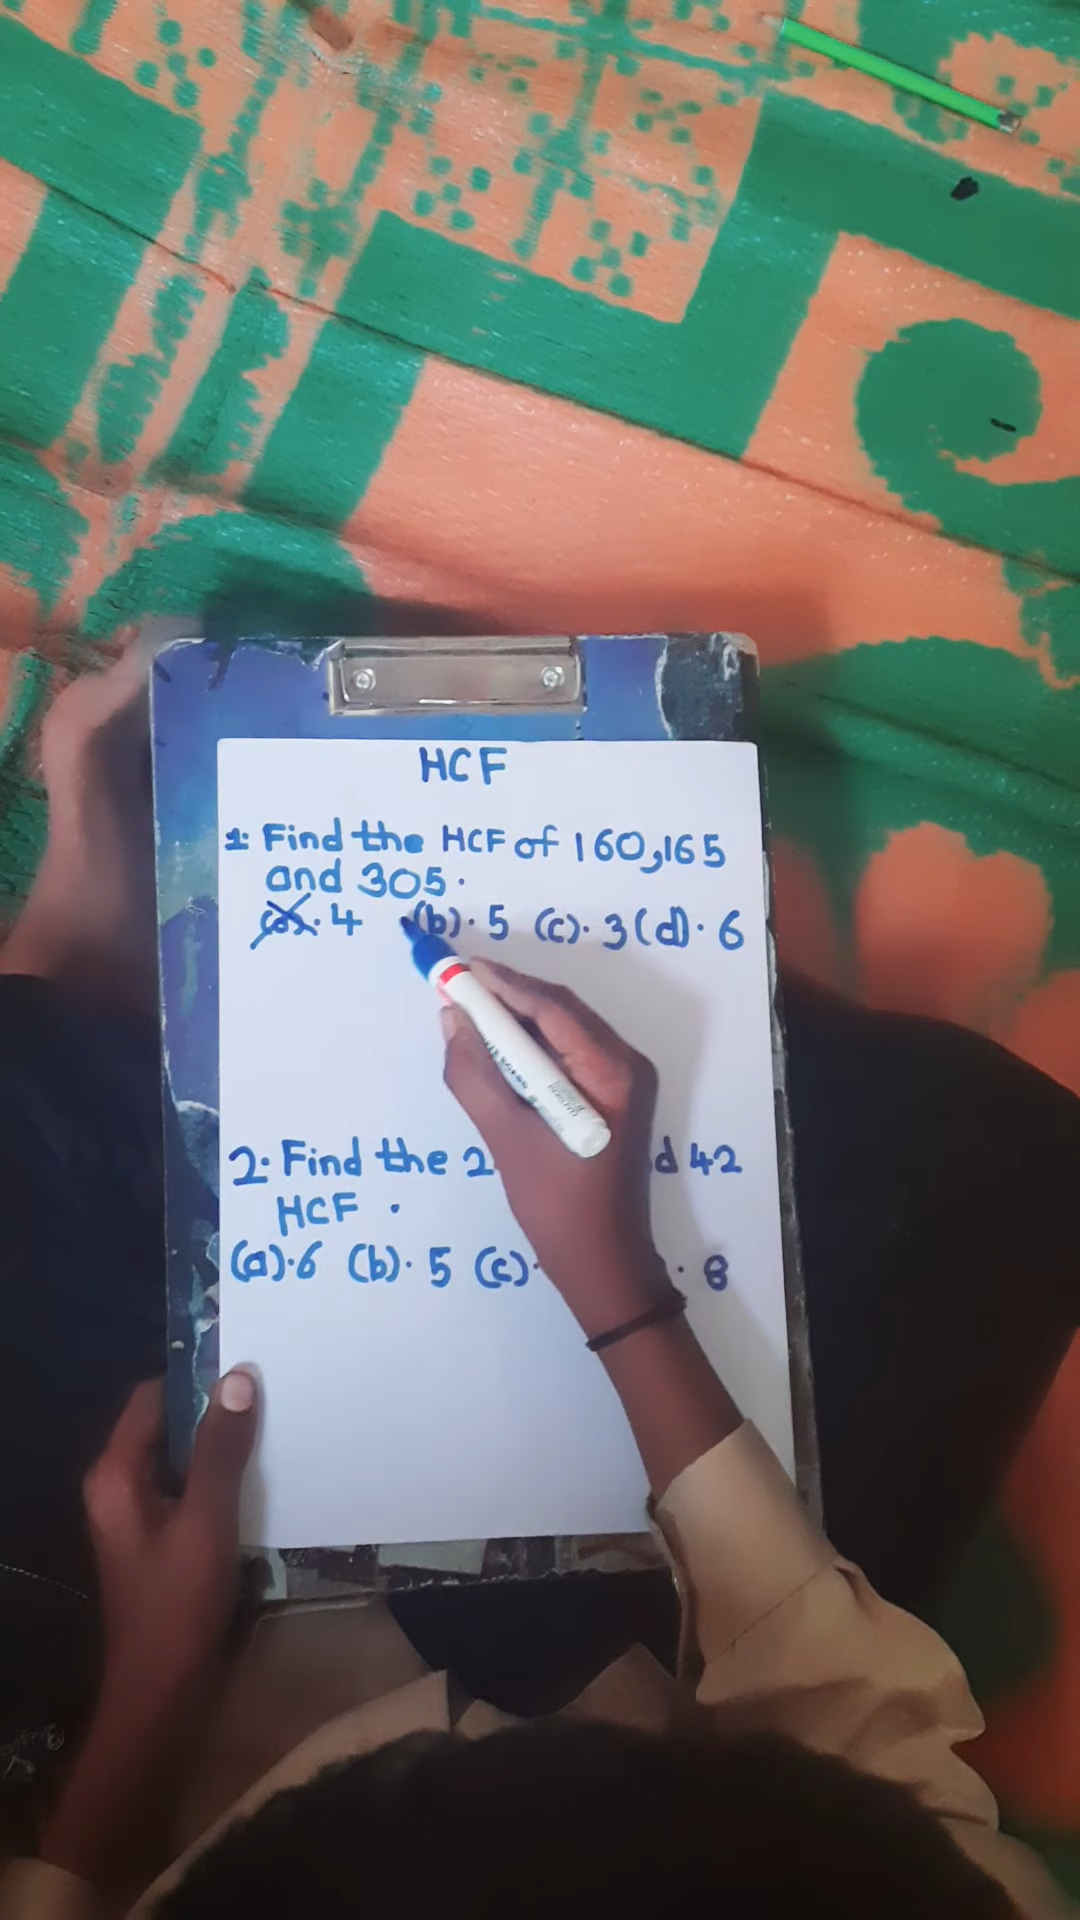 HCF
1. Find the HCF of 160,165
and 305.
(a). 4 (b). 5 (c). 3 (d). 6
2. Find the 2 d 42
HCF .
(a).6 (b). 5 (c). . 8